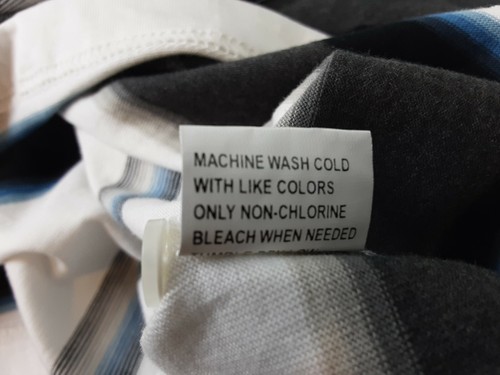 MACHINE WASH COLD
WITH LIKE COLORS
ONLY NON-CHLORINE
BLEACH WHEN NEEDED